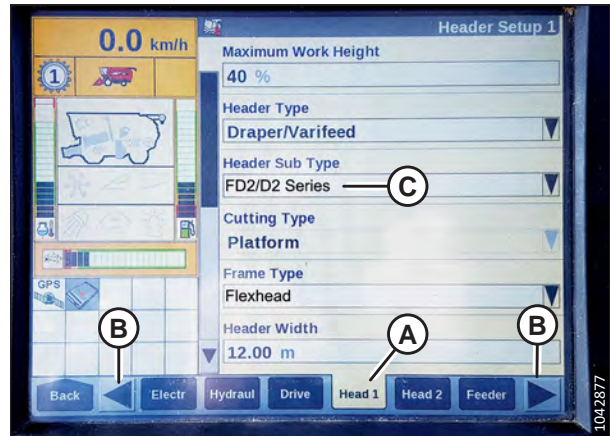 0.0 km/h
Header Setup 1
1
Maximum Work Height
40 %
Header Type
Draper/Varifeed
Header Sub Type
FD2/D2 Series
C
Cutting Type
Platform
Frame Type
Flexhead
GPS
Header Width
12.00 m
B
A
B
Back
Electr
Hydraul
Drive
Head 1
Head 2
Feeder
1042877